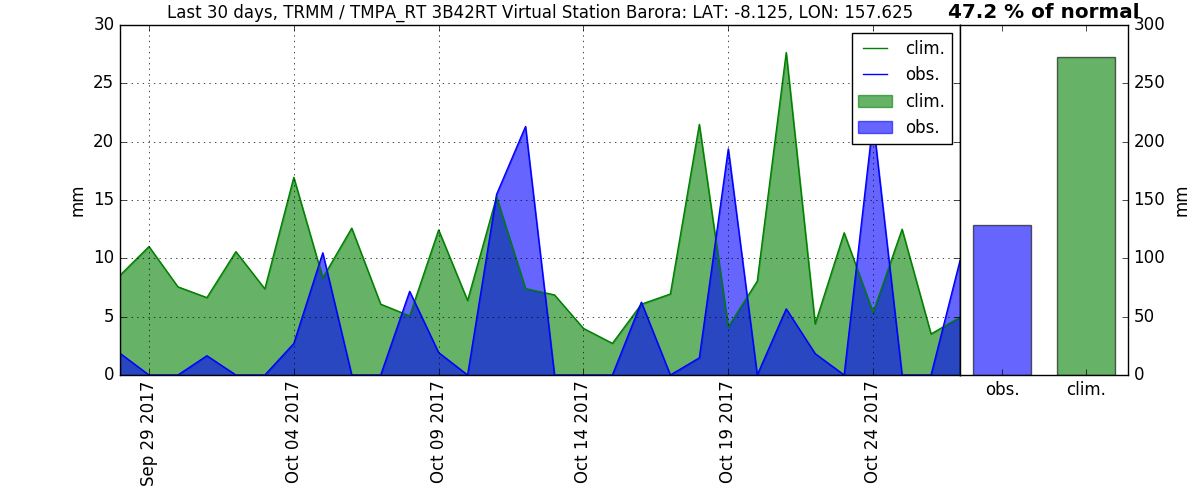 Last 30 days, TRMM / TMPA_RT 3B42RT Virtual Station Barora: LAT: -8.125, LON: 157.625
47.2 % of normal
30
25
20
15
10
5
0
mm
clim.
obs.
clim.
obs.
Sep 29 2017
Oct 04 2017
Oct 09 2017
Oct 14 2017
Oct 19 2017
Oct 24 2017
300
250
200
150
100
50
0
mm
obs.
clim.